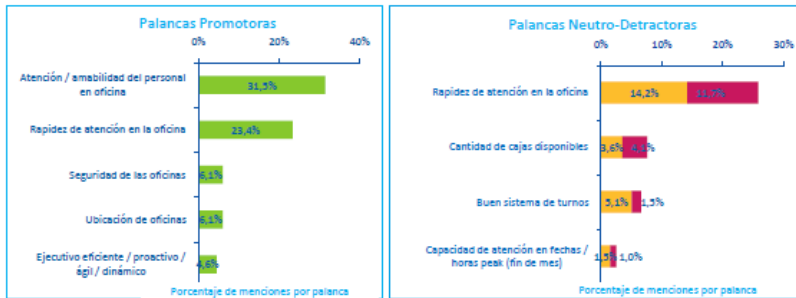 Palancas Promotoras
0% 20% 40%
Atención / amabilidad del personal
en oficina
31,5%
Rapidez de atención en la oficina
23,4%
Seguridad de las oficinas
6,1%
Ubicación de oficinas
6,1%
Ejecutivo eficiente / proactivo /
ágil / dinámico
4,6%
Porcentaje de menciones por palanca
Palancas Neutro-Detractoras
0% 10% 20% 30%
Rapidez de atención en la oficina
14,2%
Cantidad de cajas disponibles
3,6%
Buen sistema de turnos
5,1% 1,5%
Capacidad de atención en fechas /
horas peak (fin de mes)
1,5% 1,0%
Porcentaje de menciones por palanca